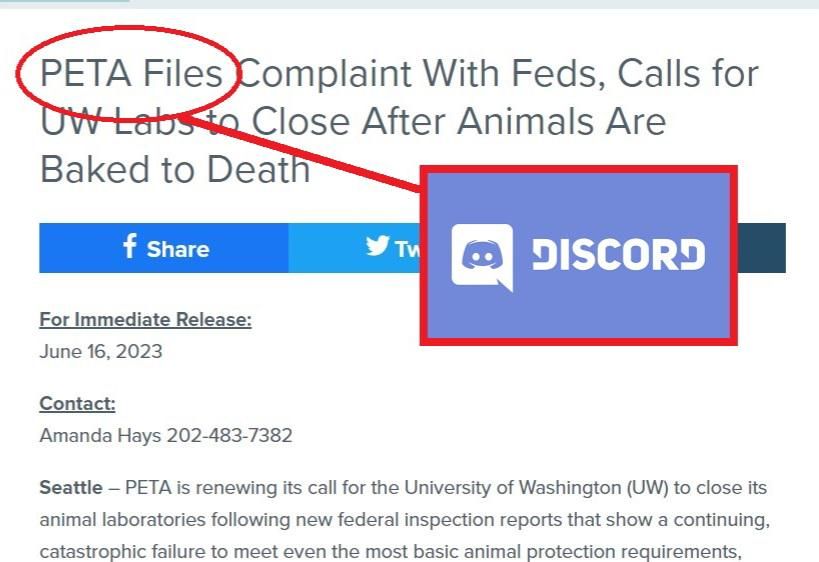 PETA Files Complaint With Feds, Calls for
UW Labs to Close After Animals Are
Baked to Death
Share
Tw
DISCORD
For Immediate Release:
June 16, 2023
Contact:
Amanda Hays 202-483-7382
Seattle – PETA is renewing its call for the University of Washington (UW) to close its
animal laboratories following new federal inspection reports that show a continuing,
catastrophic failure to meet even the most basic animal protection requirements,